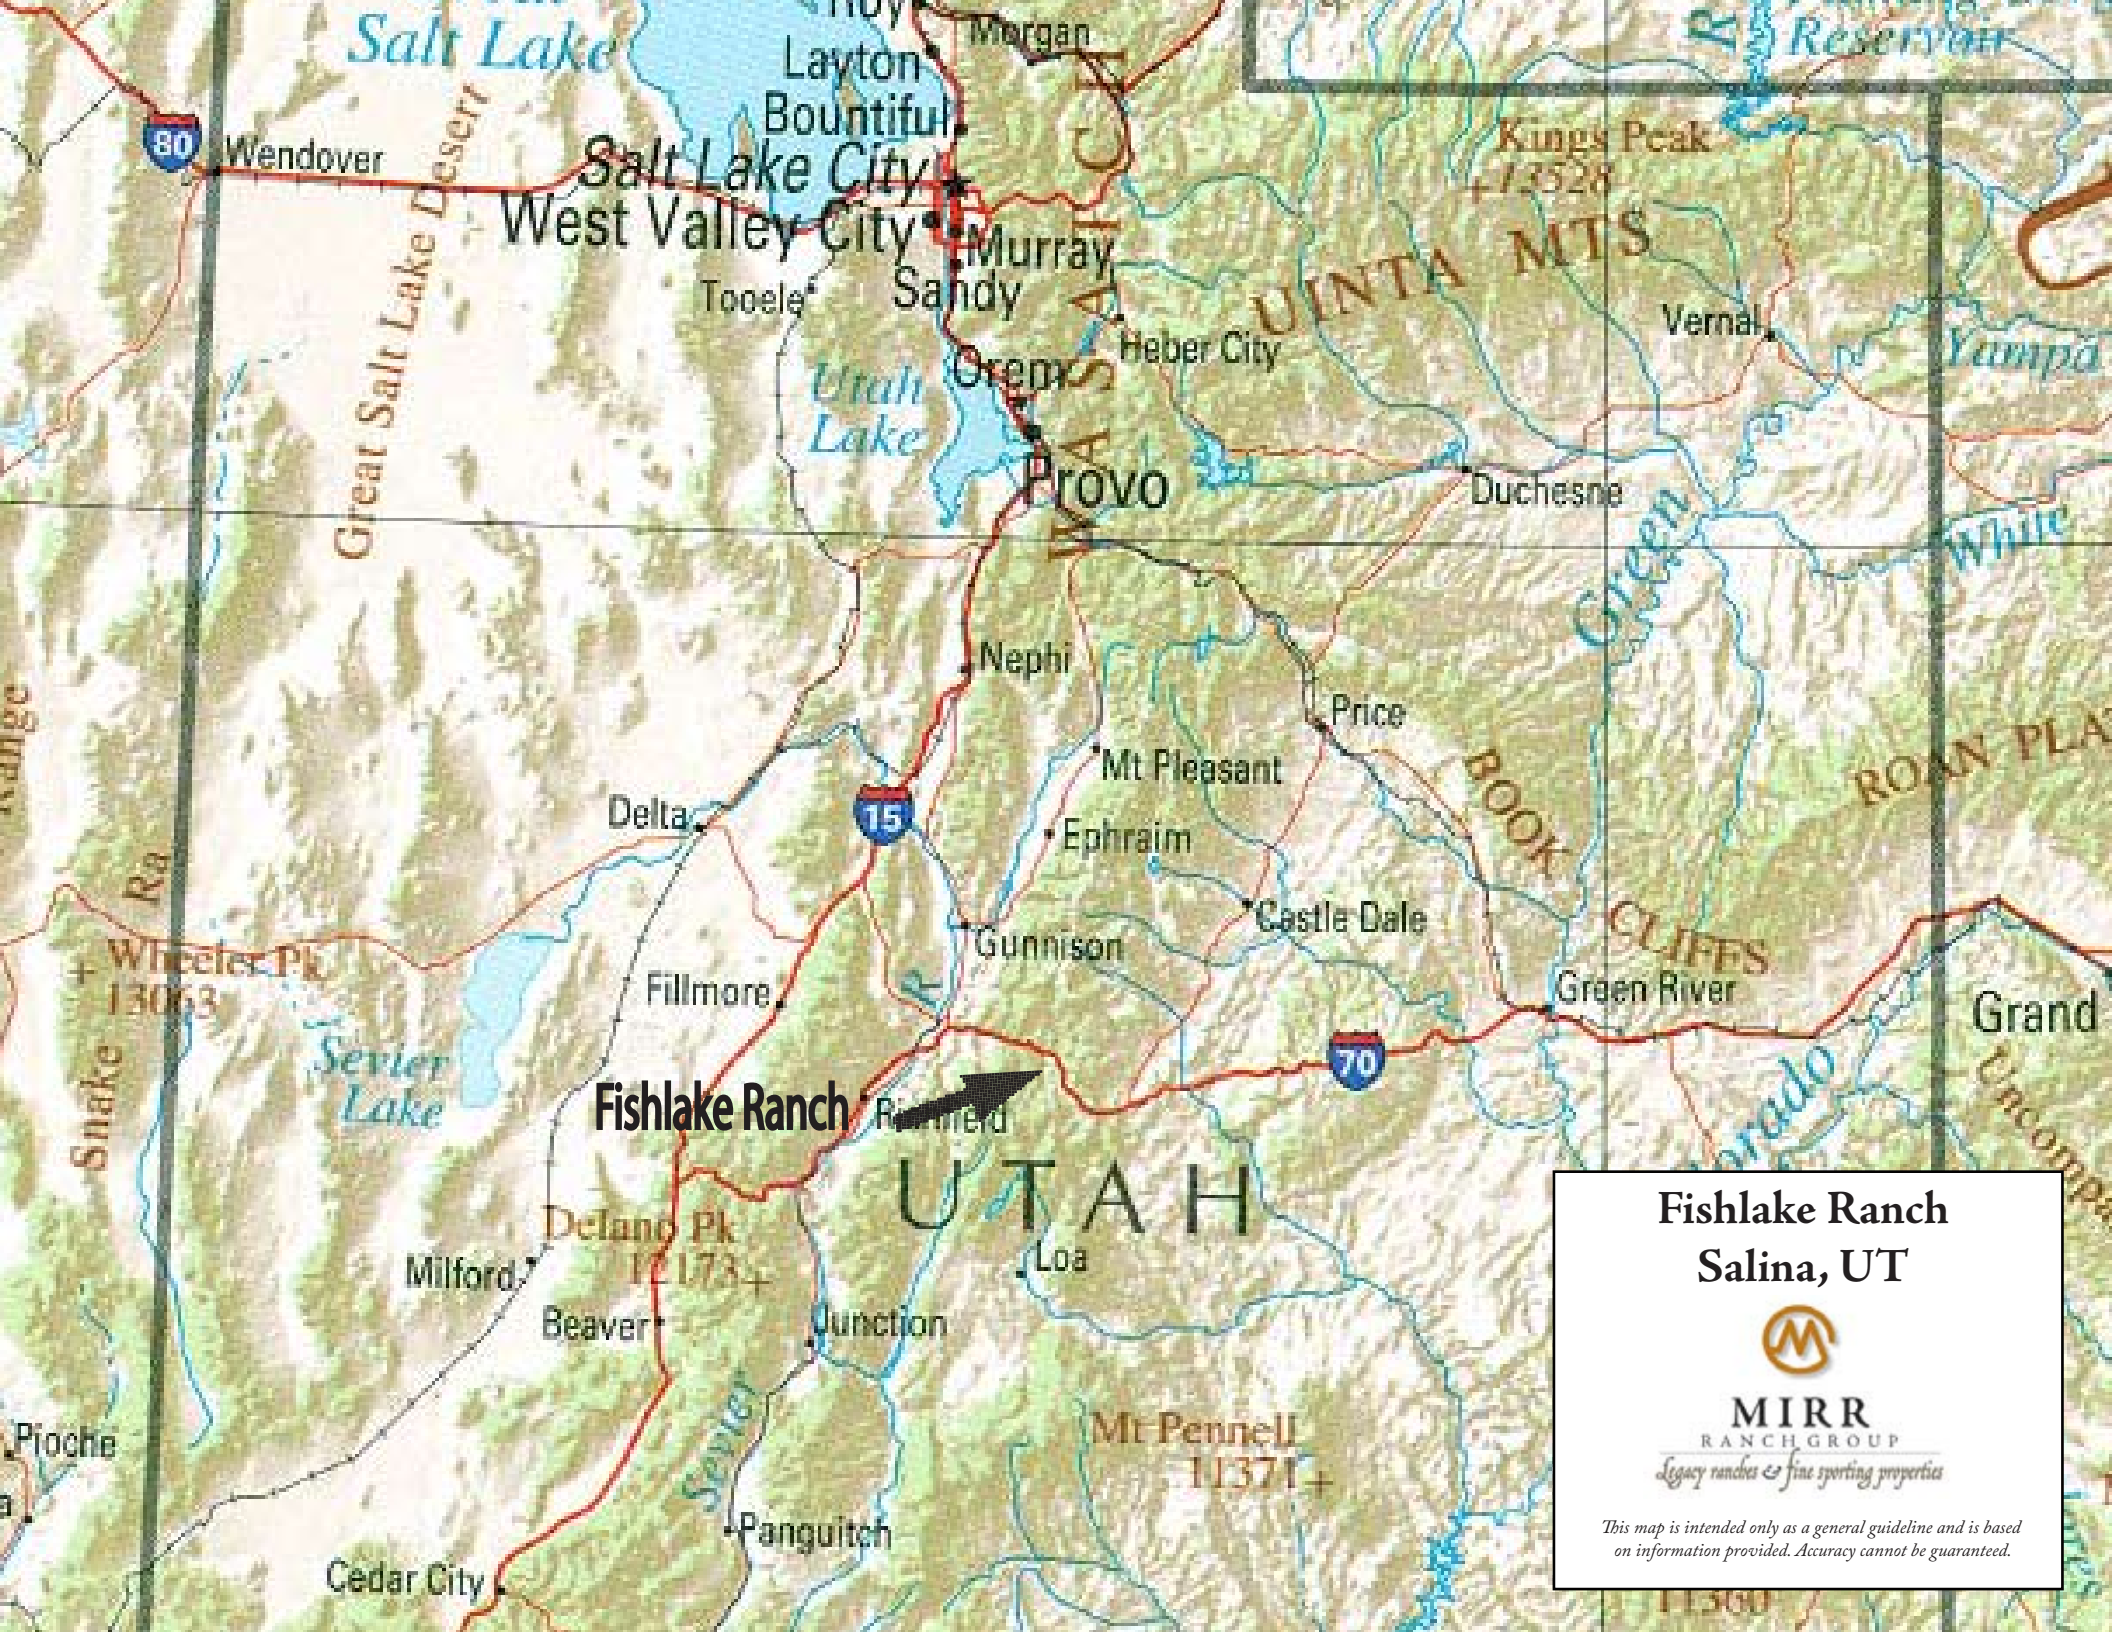 Salt Lake
Morgan
Layton
Reservoir
Bountiful
80
Wendover
Salt Lake City
Kings Peak
+13528
West Valley City
Murray
UINTA MTS
Tooele
Sandy
WASATCH
Vernal
Great Salt Lake Desert
Heber City
Orem
Yampa
Utah
Lake
Provo
Duchesne
Green
White
Nephi
Range
Price
Mt Pleasant
BOOK
ROAN PLA
Delta
15
Ephraim
Snake Ra
Castle Dale
CLIFFS
Wheeler Pk
+ 13063
Gunnison
R
Fillmore
Green River
Grand
Sevier
Lake
70
Fishlake Ranch
Uncompa
orado
UTAH
Delano Pk
12173+
Loa
Milford
Beaver
Junction
Sevier
Pioche
Mt Pennell
11371+
a
Panguitch
Cedar City
Fishlake Ranch
Salina, UT
M
MIRR
RANCH GROUP
Legacy ranches & fine sporting properties
This map is intended only as a general guideline and is based
on information provided. Accuracy cannot be guaranteed.
11360